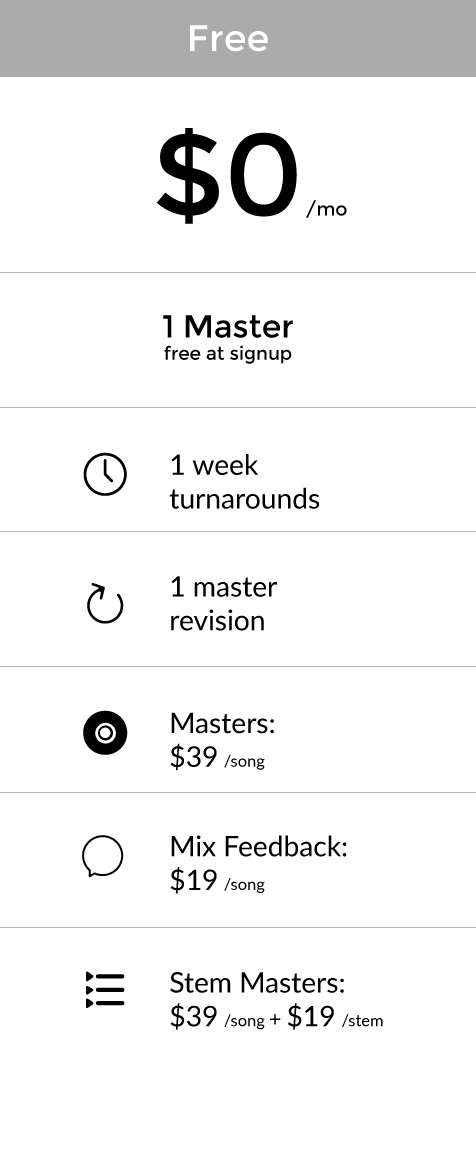 Free
$0 /mo
1 Master
free at signup
1 week
turnarounds
1 master
revision
Masters:
$39 /song
Mix Feedback:
$19 /song
Stem Masters:
$39 /song + $19 /stem